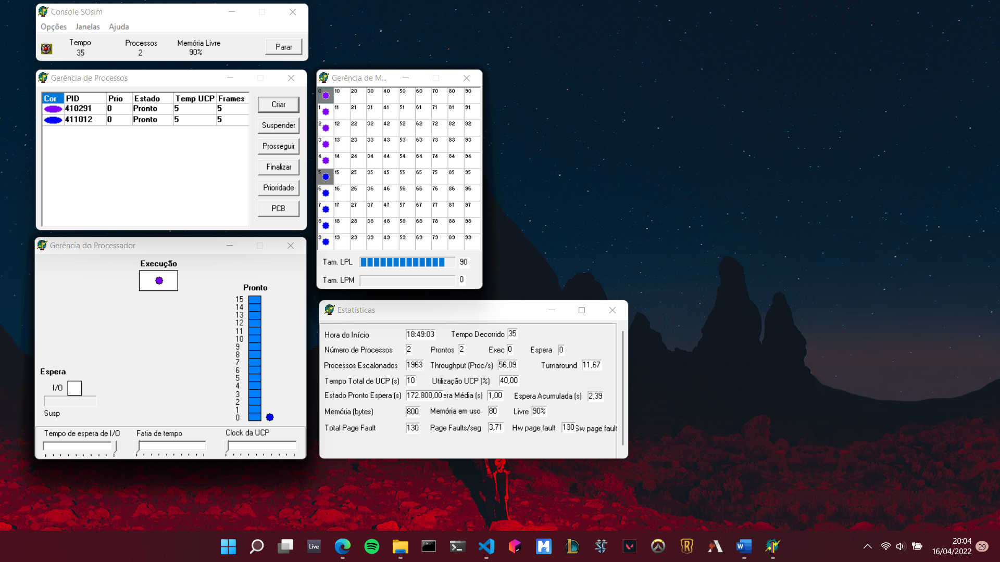 Console SOsim
Opções Janelas Ajuda
Tempo Processos Memória Livre
35 2 90%
Parar
Gerência de Processos
Cor PID Prio Estado Temp UCP Frames
410291 0 Pronto 5 5
411012 0 Pronto 5 5
Criar
Suspender
Prosseguir
Finalizar
Prioridade
PCB
Gerência de M...
0 10 20 30 40 50 60 70 80 90
1 11 21 31 41 51 61 71 81 91
2 12 22 32 42 52 62 72 82 92
3 13 23 33 43 53 63 73 83 93
4 14 24 34 44 54 64 74 84 94
5 15 25 35 45 55 65 75 85 95
6 16 26 36 46 56 66 76 86 96
7 17 27 37 47 57 67 77 87 97
8 18 28 38 48 58 68 78 88 98
9 19 29 39 49 59 69 79 89 99
Tam. LPL 90
Tam. LPM 0
Gerência do Processador
Execução
Pronto
15
14
13
12
11
10
9
8
7
6
5
4
3
2
1
0
Espera
I/O
Susp
Tempo de espera de I/O Fatia de tempo Clock da UCP
Estatísticas
Hora do Início 18:49:03 Tempo Decorrido 35
Número de Processos 2 Prontos 2 Exec 0 Espera 0
Processos Escalonados 1963 Throughput (Proc/s) 56,09 Turnaround 11,67
Tempo Total de UCP (s) 10 Utilização UCP (%) 40,00
Estado Pronto Espera (s) 172.800,00 era Média (s) 1,00 Espera Acumulada (s) 2,39
Memória (bytes) 800 Memória em uso 80 Livre 90%
Total Page Fault 130 Page Faults/seg 3,71 Hw page fault 130 Sw page fault
Live
20:04
16/04/2022 29